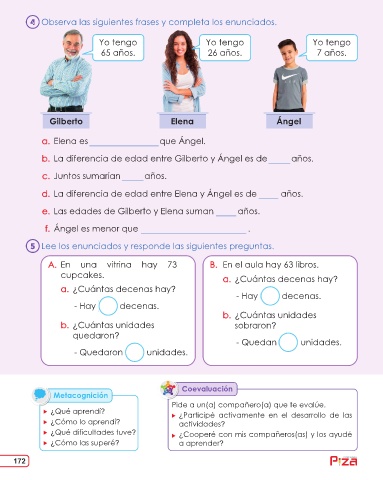 4 Observa las siguientes frases y completa los enunciados.
Yo tengo
65 años.
Yo tengo
26 años.
Yo tengo
7 años.
Gilberto
Elena
Ángel
a. Elena es ________________ que Ángel.
b. La diferencia de edad entre Gilberto y Ángel es de _____ años.
c. Juntos sumarían _____ años.
d. La diferencia de edad entre Elena y Ángel es de _____ años.
e. Las edades de Gilberto y Elena suman _____ años.
f. Ángel es menor que _________________________ .
5 Lee los enunciados y responde las siguientes preguntas.
A. En una vitrina hay 73
cupcakes.
a. ¿Cuántas decenas hay?
- Hay decenas.
b. ¿Cuántas unidades
quedaron?
- Quedaron unidades.
B. En el aula hay 63 libros.
a. ¿Cuántas decenas hay?
- Hay decenas.
b. ¿Cuántas unidades
sobraron?
- Quedan unidades.
Metacognición
¿Qué aprendí?
¿Cómo lo aprendí?
¿Qué dificultades tuve?
¿Cómo las superé?
Coevaluación
Pide a un(a) compañero(a) que te evalúe.
¿Participé activamente en el desarrollo de las
actividades?
¿Cooperé con mis compañeros(as) y los ayudé
a aprender?
172
Piza